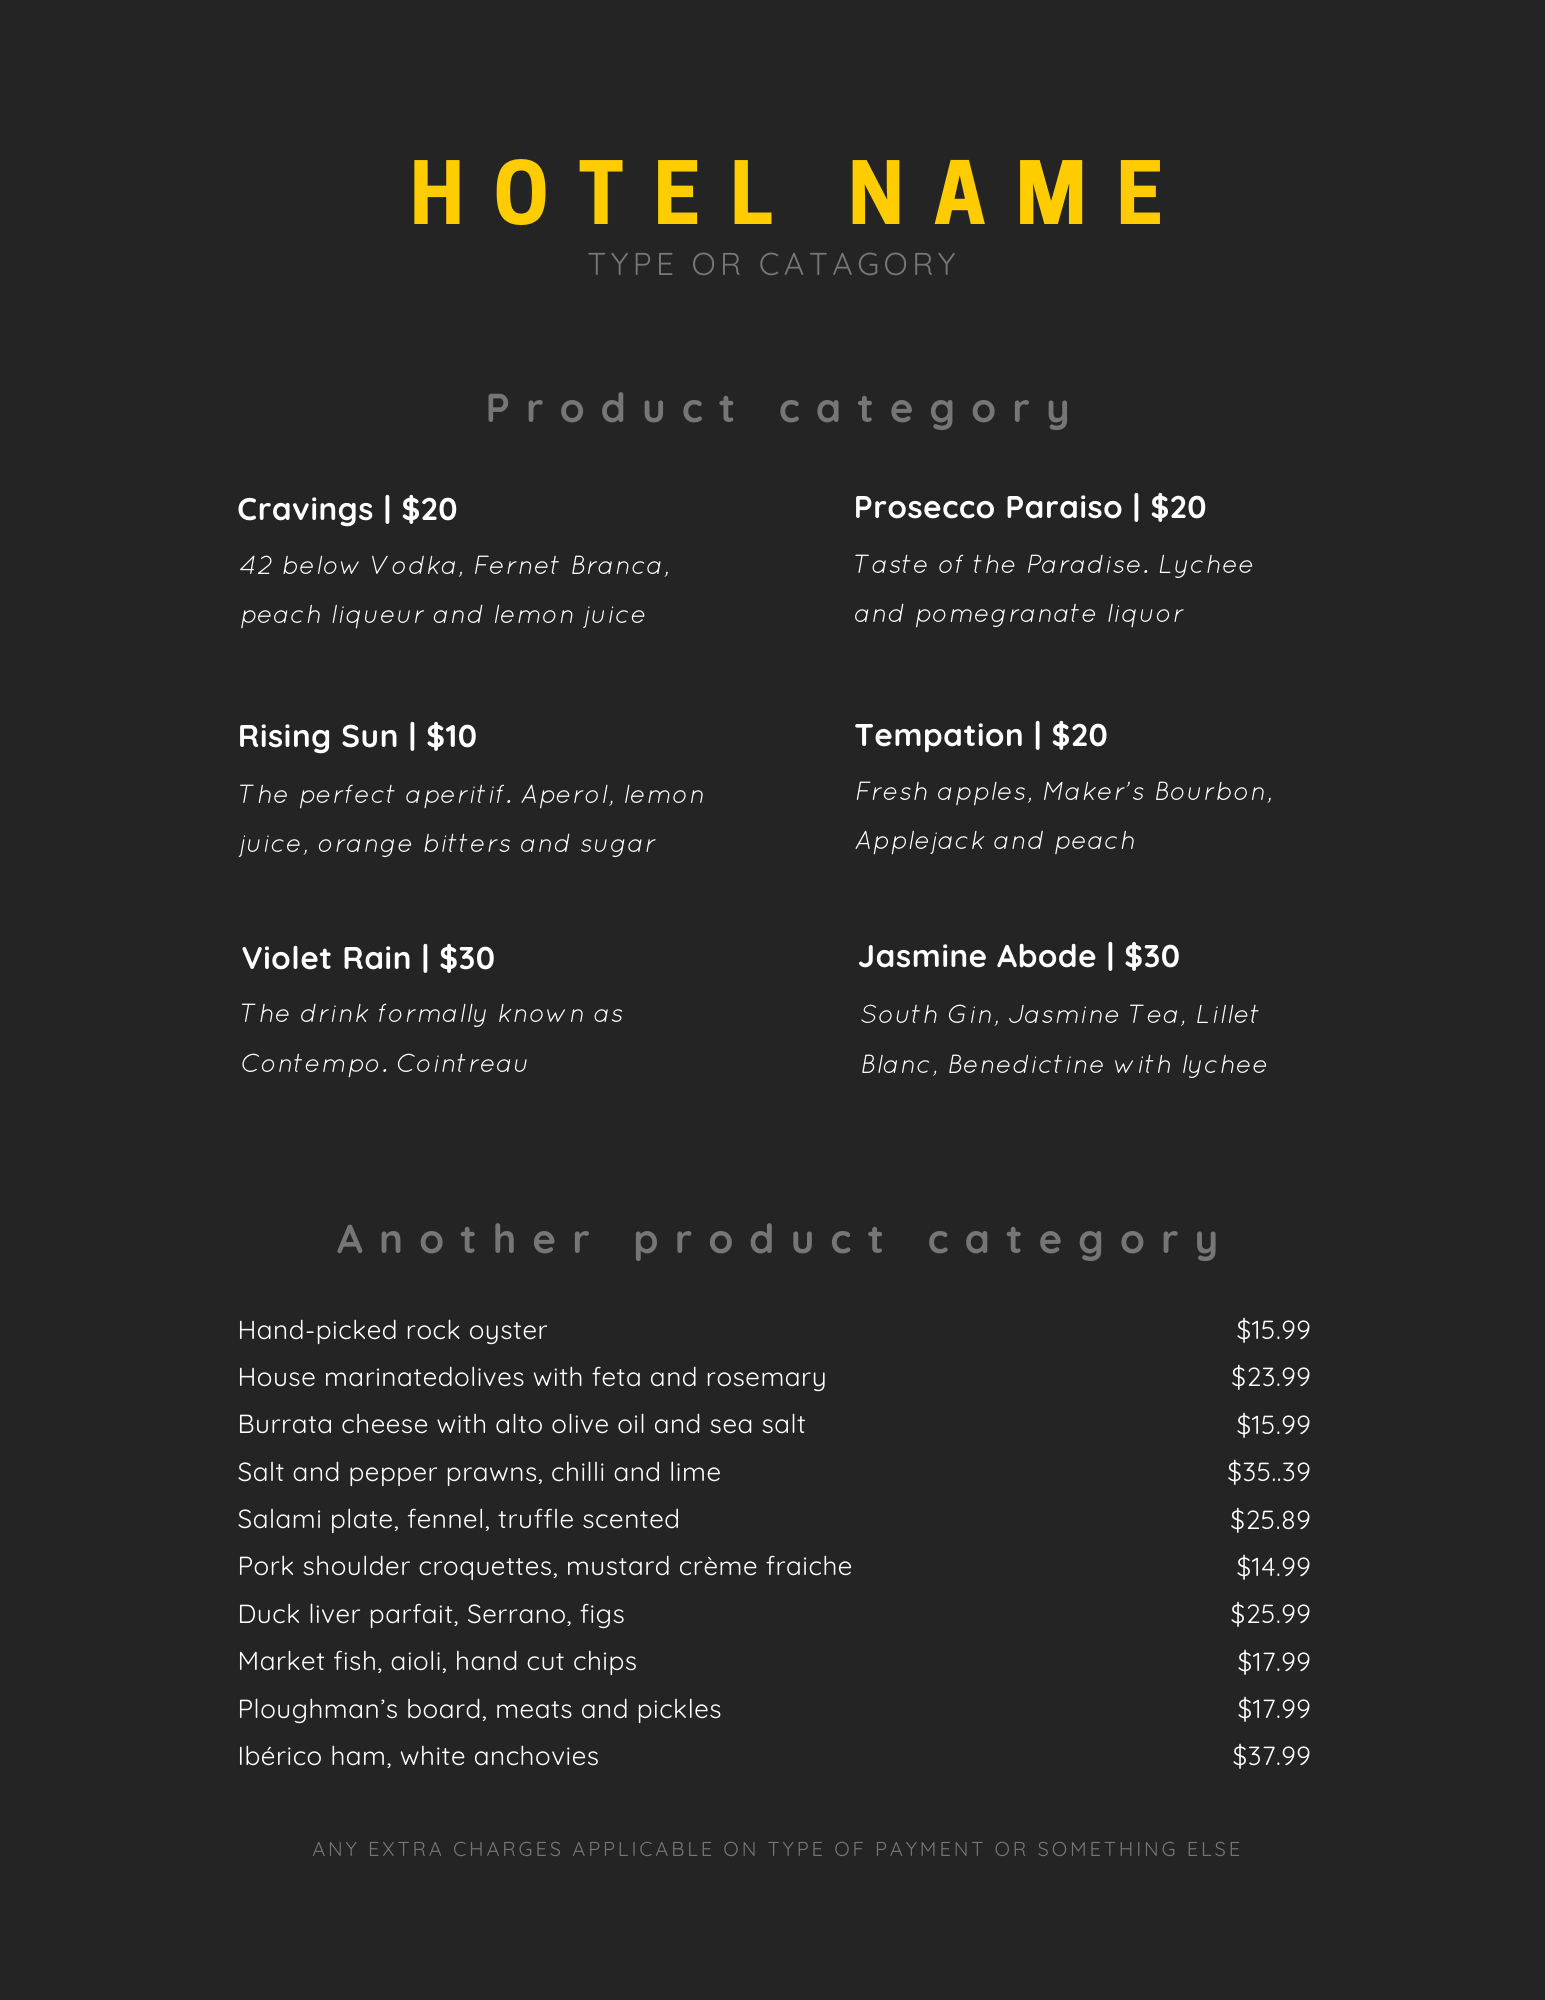 HOTEL NAME
TYPE OR CATAGORY
Product category
Cravings | $20
42 below Vodka, Fernet Branca,
peach liqueur and lemon juice
Prosecco Paraiso | $20
Taste of the Paradise. Lychee
and pomegranate liquor
Rising Sun | $10
The perfect aperitif. Aperol, lemon
juice, orange bitters and sugar
Tempation | $20
Fresh apples, Maker’s Bourbon,
Applejack and peach
Violet Rain | $30
The drink formally known as
Contempo. Cointreau
Jasmine Abode | $30
South Gin, Jasmine Tea, Lillet
Blanc, Benedictine with lychee
Another product category
Hand-picked rock oyster $15.99
House marinatedolives with feta and rosemary $23.99
Burrata cheese with alto olive oil and sea salt $15.99
Salt and pepper prawns, chilli and lime $35..39
Salami plate, fennel, truffle scented $25.89
Pork shoulder croquettes, mustard crème fraiche $14.99
Duck liver parfait, Serrano, figs $25.99
Market fish, aioli, hand cut chips $17.99
Ploughman’s board, meats and pickles $17.99
Ibérico ham, white anchovies $37.99
ANY EXTRA CHARGES APPLICABLE ON TYPE OF PAYMENT OR SOMETHING ELSE